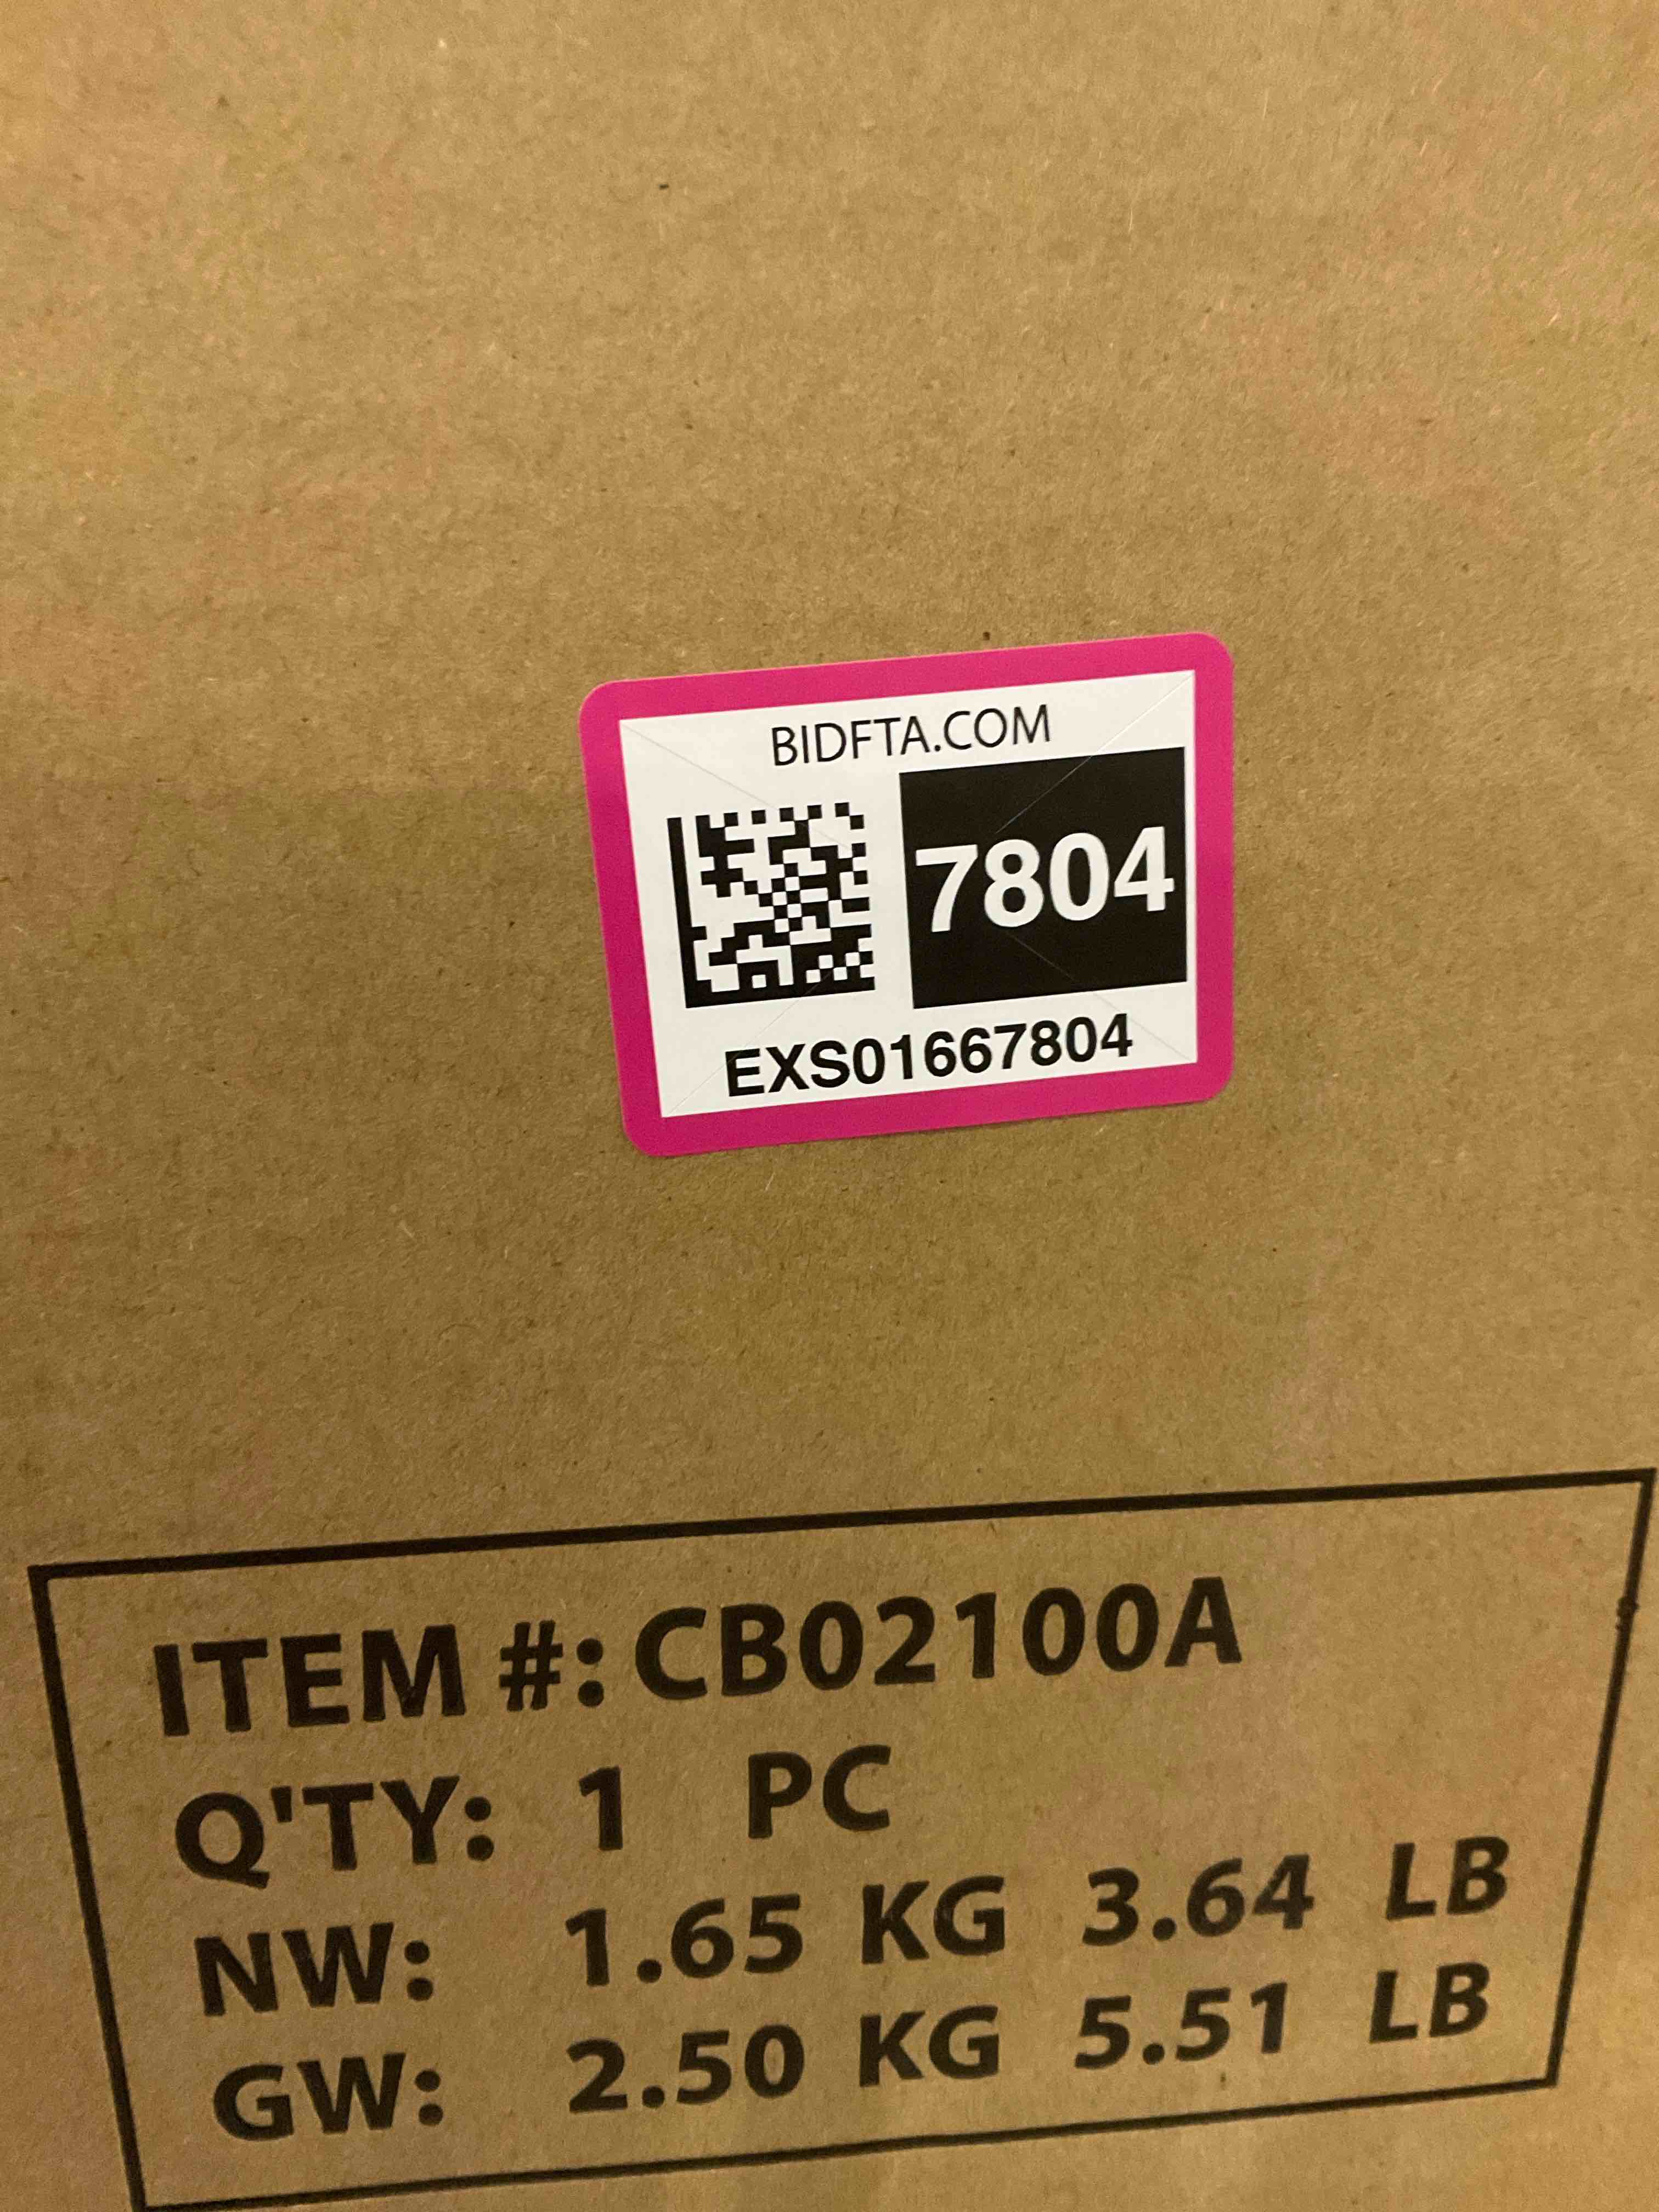 BIDFTA.COM
7804
EXS01667804
ITEM #: CB02100A
Q'TY: 1 PC
NW: 1.65 KG 3.64 LB
GW: 2.50 KG 5.51 LB